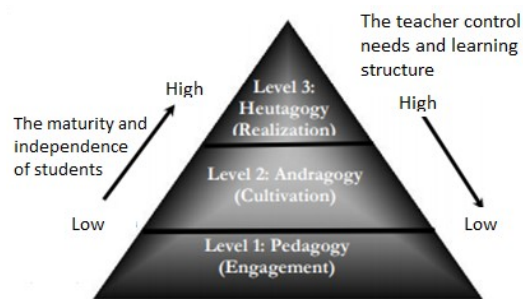 The teacher control
needs and learning
structure
High
High
The maturity and
independence
of students
Low
Low
Level 3:
Heutagogy
(Realization)
Level 2: Andragogy
(Cultivation)
Level 1: Pedagogy
(Engagement)